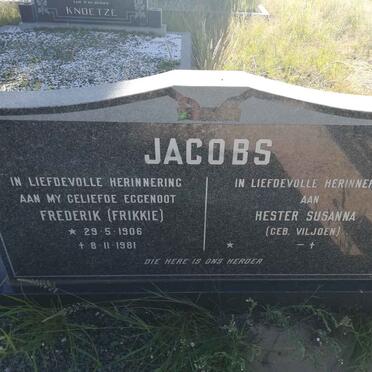 KNOETZE
JACOBS
IN LIEFDEVOLLE HERINNERING
AAN MY GELIEFDE EGGENOOT
FREDERIK (FRIKKIE)
* 29-5-1906
+ 8-11-1981
IN LIEFDEVOLLE HERINNER
AAN
HESTER SUSANNA
(GEB. VILJOEN)
* — +
DIE HERE IS ONS HERDER